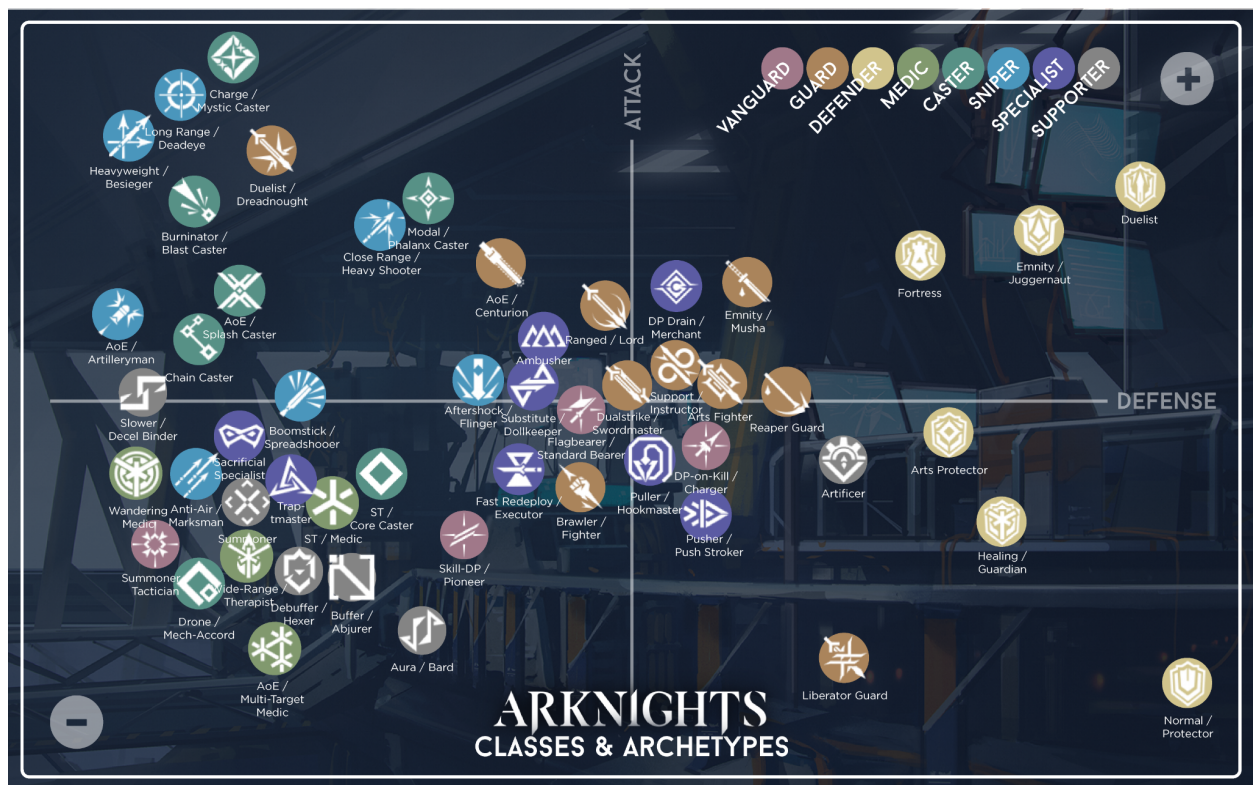 ATTACK
VANGUARD
GUARD
DEFENDER
MEDIC
CASTER
SNIPER
SPECIALIST
SUPPORTER
+
Charge /
Mystic Caster
Long Range /
Deadeye
Heavyweight /
Besieger
Duelist /
Dreadnought
Burninator /
Blast Caster
Modal /
Phalanx Caster
Close Range /
Heavy Shooter
Duelist
Emnity /
Juggernaut
Fortress
AoE /
Centurion
DP Drain /
Merchant
Emnity /
Musha
AoE /
Splash Caster
Ranged / Lord
AoE /
Artilleryman
Chain Caster
Ambusher
DEFENSE
Slower /
Decel Binder
Boomstick /
Spreadshooer
Aftershock /
Flinger
Substitute /
Dollkeeper
Flagbearer /
Standard Bearer
Dualstrike /
Swordmaster
Support /
Instructor
Arts Fighter
Reaper Guard
Sacrificial
Specialist
Arts Protector
Wandering
Medic
Anti-Air /
Marksman
Summoner
Trap-
tmaster
ST / Medic
ST /
Core Caster
Fast Redeploy /
Executor
Brawler /
Fighter
Puller /
Hookmaster
DP-on-Kill /
Charger
Pusher /
Push Stroker
Artificer
Healing /
Guardian
Summoner
Tactician
Drone /
Mech-Accord
Wide-Range /
Therapist
Debuffer /
Hexer
Buffer /
Abjurer
Skill-DP /
Pioneer
Aura / Bard
AoE /
Multi-Target
Medic
Liberator Guard
Normal /
Protector
-
ARKNIGHTS
CLASSES & ARCHETYPES